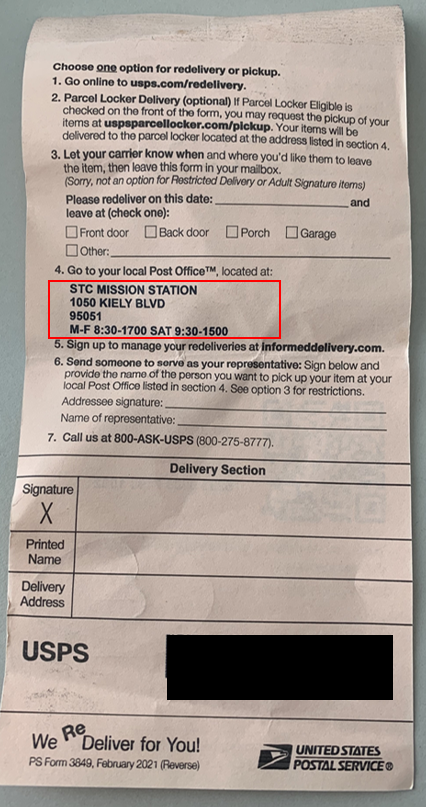 Choose one option for redelivery or pickup.
1. Go online to usps.com/redelivery.
2. Parcel Locker Delivery (optional) If Parcel Locker Eligible is
checked on the front of the form, you may request the pickup of your
items at uspsparcellocker.com/pickup. Your items will be
delivered to the parcel locker located at the address listed in section 4.
3. Let your carrier know when and where you'd like them to leave
the item, then leave this form in your mailbox.
(Sorry, not an option for Restricted Delivery or Adult Signature items)
Please redeliver on this date: and
leave at (check one):
Front door Back door Porch Garage
Other:
4. Go to your local Post Office™, located at:
STC MISSION STATION
1050 KIELY BLVD
95051
M-F 8:30-1700 SAT 9:30-1500
5. Sign up to manage your redeliveries at informeddelivery.com.
6. Send someone to serve as your representative: Sign below and
provide the name of the person you want to pick up your item at your
local Post Office listed in section 4. See option 3 for restrictions.
Addressee signature:
Name of representative:
7. Call us at 800-ASK-USPS (800-275-8777).
Delivery Section
Signature
X
Printed
Name
Delivery
Address
USPS
We ReDeliver for You!
PS Form 3849, February 2021 (Reverse)
UNITED STATES
POSTAL SERVICE®